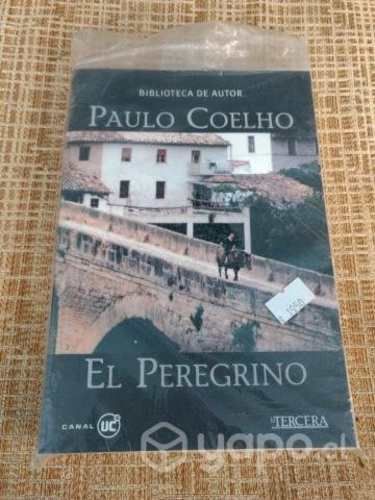 BIBLIOTECA DE AUTOR
PAULO COELHO
EL PEREGRINO
CANAL UC
LA TERCERA
yapo.cl